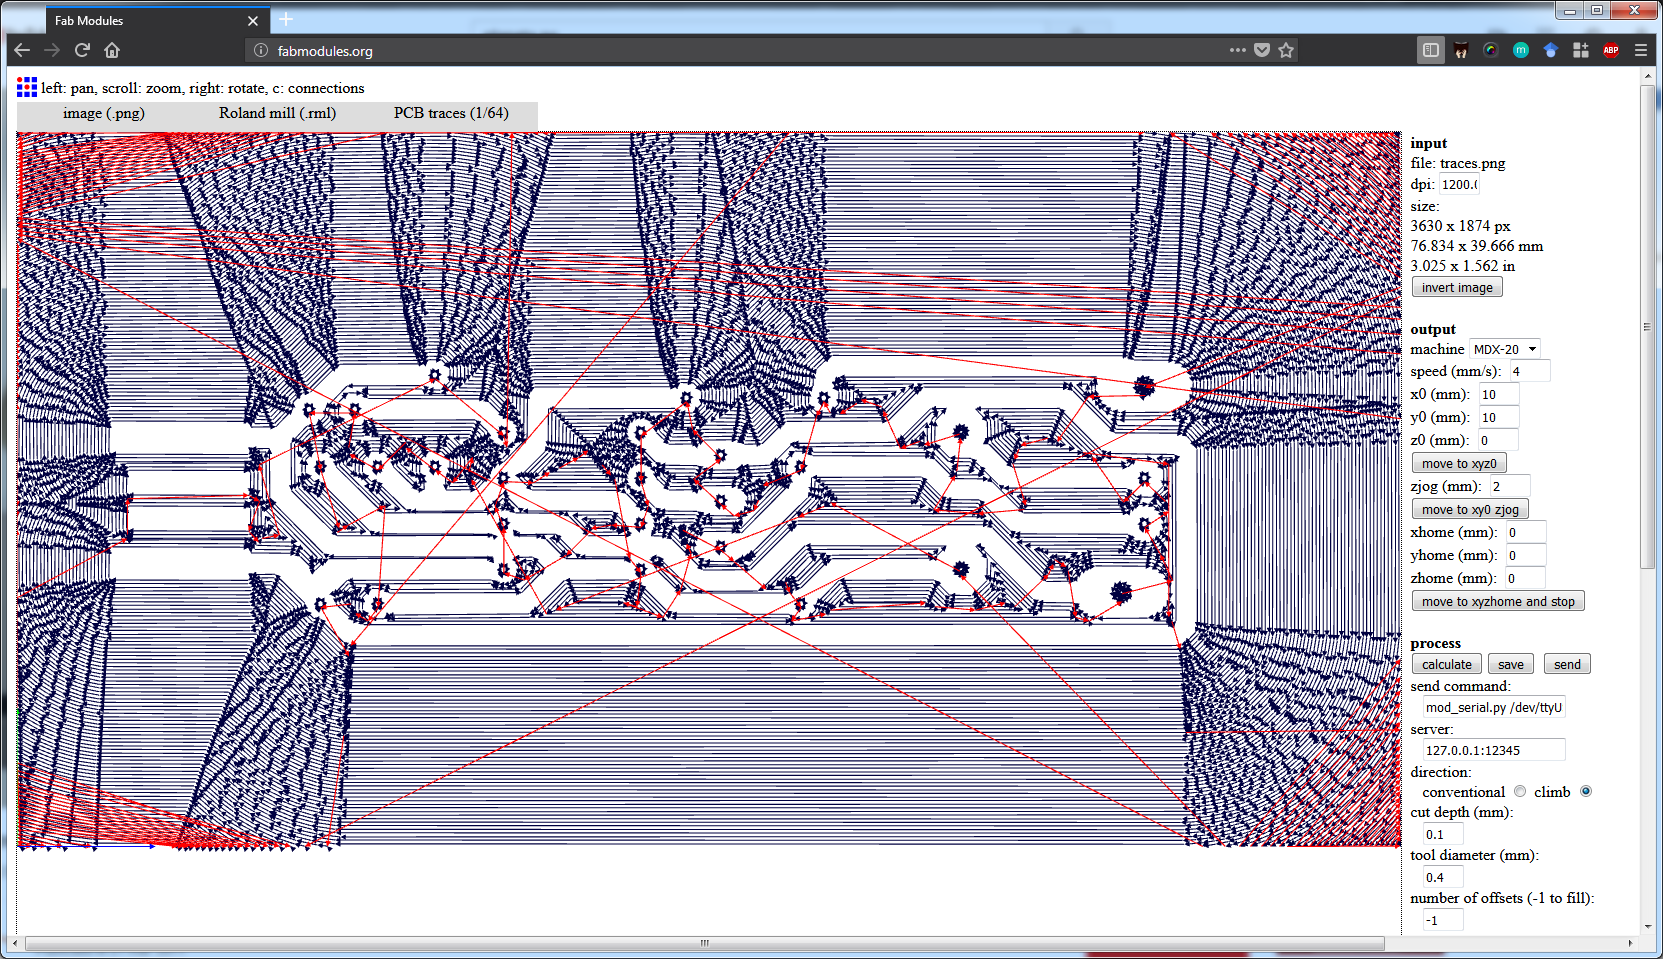 Fab Modules
fabmodules.org
ABP
left: pan, scroll: zoom, right: rotate, c: connections
image (.png) Roland mill (.rml) PCB traces (1/64)
input
file: traces.png
dpi: 1200.
size:
3630 x 1874 px
76.834 x 39.666 mm
3.025 x 1.562 in
invert image
output
machine MDX-20
speed (mm/s): 4
x0 (mm): 10
y0 (mm): 10
z0 (mm): 0
move to xyz0
zjog (mm): 2
move to xy0 zjog
xhome (mm): 0
yhome (mm): 0
zhome (mm): 0
move to xyzhome and stop
process
calculate save send
send command:
mod_serial.py /dev/ttyU
server:
127.0.0.1:12345
direction:
conventional climb
cut depth (mm):
0.1
tool diameter (mm):
0.4
number of offsets (-1 to fill):
-1